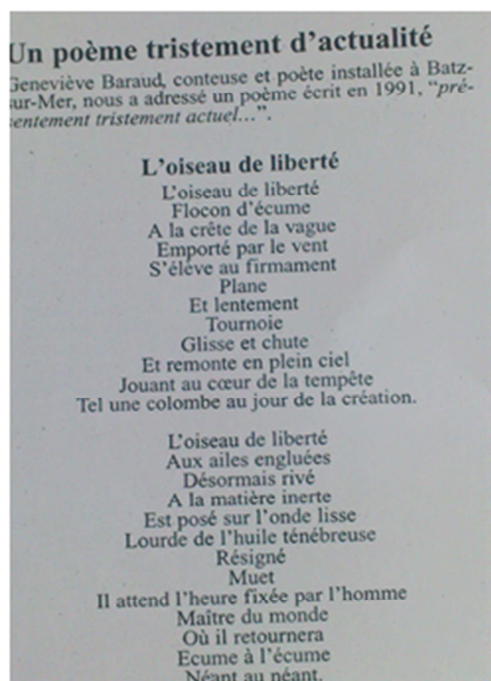 Un poème tristement d'actualité
Geneviève Baraud, conteuse et poète installée à Batz-
sur-Mer, nous a adressé un poème écrit en 1991, "pré-
sentement tristement actuel...".
L'oiseau de liberté
L'oiseau de liberté
Flocon d'écume
A la crête de la vague
Emporté par le vent
S'élève au firmament
Plane
Et lentement
Tournoie
Glisse et chute
Et remonte en plein ciel
Jouant au cœur de la tempête
Tel une colombe au jour de la création.
L'oiseau de liberté
Aux ailes engluées
Désormais rivé
A la matière inerte
Est posé sur l'onde lisse
Lourde de l'huile ténébreuse
Résigné
Muet
Il attend l'heure fixée par l'homme
Maître du monde
Où il retournera
Ecume à l'écume
Néant au néant.